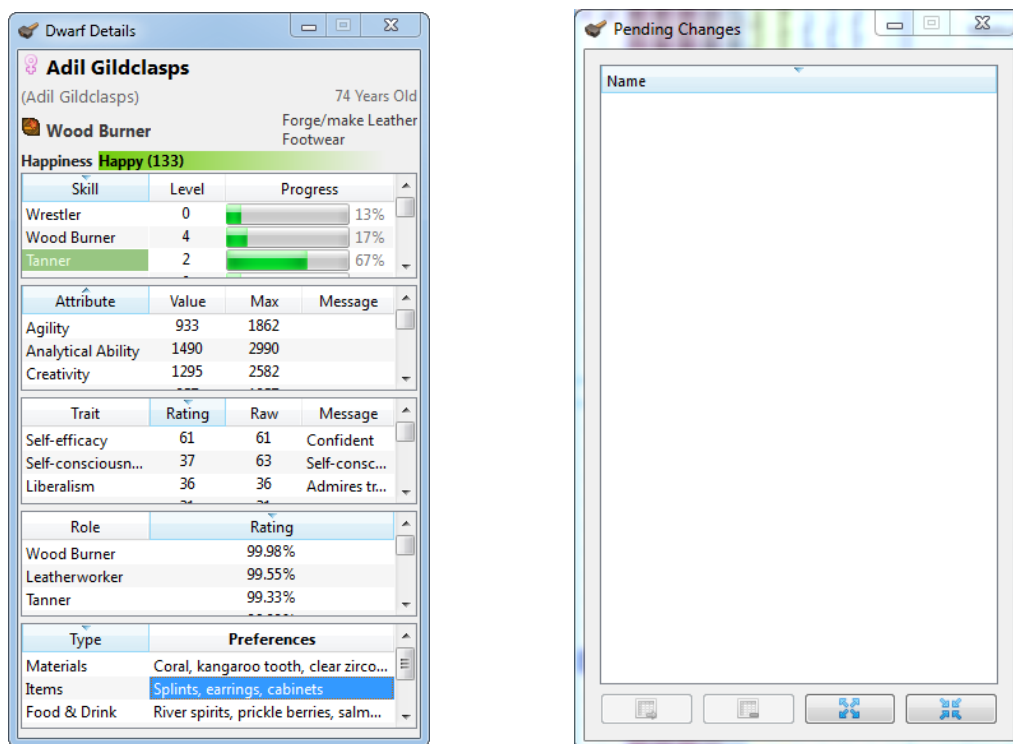 Dwarf Details
Adil Gildclasps
(Adil Gildclasps) 74 Years Old
Wood Burner Forge/make Leather Footwear
Happiness Happy (133)
Skill Level Progress
Wrestler 0 13%
Wood Burner 4 17%
Tanner 2 67%
Attribute Value Max Message
Agility 933 1862
Analytical Ability 1490 2990
Creativity 1295 2582
Trait Rating Raw Message
Self-efficacy 61 61 Confident
Self-consciousn... 37 63 Self-consc...
Liberalism 36 36 Admires tr...
Role Rating
Wood Burner 99.98%
Leatherworker 99.55%
Tanner 99.33%
Type Preferences
Materials Coral, kangaroo tooth, clear zirco...
Items Splints, earrings, cabinets
Food & Drink River spirits, prickle berries, salm...
Pending Changes
Name